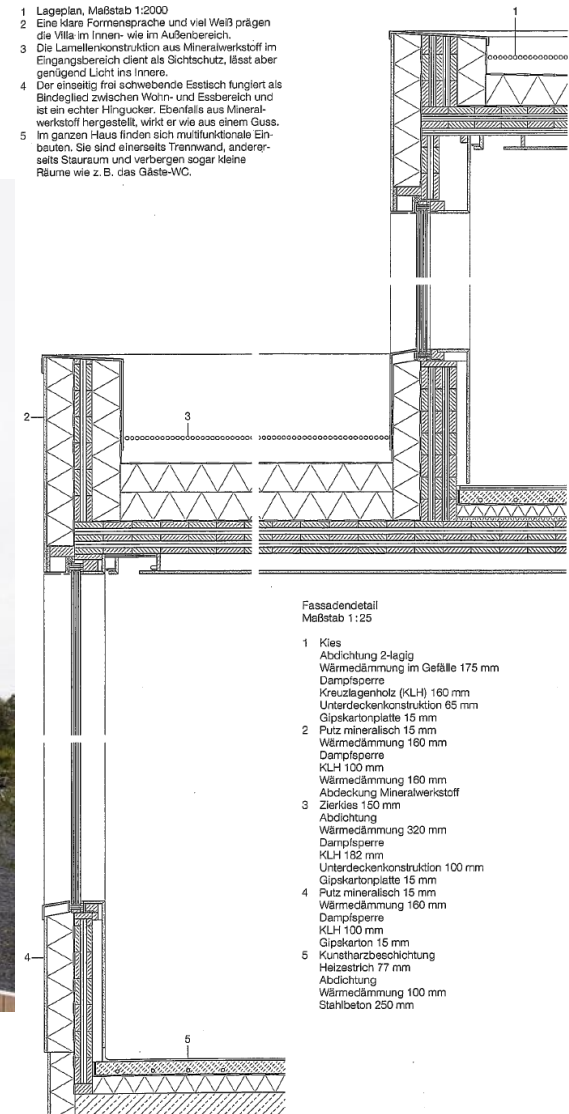 1 Lageplan, Maßstab 1:2000
2 Eine klare Formensprache und viel Weiß prägen
die Villa im Innen- wie im Außenbereich.
3 Die Lamellenkonstruktion aus Mineralwerkstoff im
Eingangsbereich dient als Sichtschutz, lässt aber
genügend Licht ins Innere.
4 Der einseitig frei schwebende Esstisch fungiert als
Bindeglied zwischen Wohn- und Essbereich und
ist ein echter Hingucker. Ebenfalls aus Mineral-
werkstoff hergestellt, wirkt er wie aus einem Guss.
5 Im ganzen Haus finden sich multifunktionale Ein-
bauten. Sie sind einerseits Trennwand, anderer-
seits Stauraum und verbergen sogar kleine
Räume wie z. B. das Gäste-WC.
1
2
3
Fassadendetail
Maßstab 1:25
1 Kies
Abdichtung 2-lagig
Wärmedämmung im Gefälle 175 mm
Dampfsperre
Kreuzlagenholz (KLH) 160 mm
Unterdeckenkonstruktion 65 mm
Gipskartonplatte 15 mm
2 Putz mineralisch 15 mm
Wärmedämmung 160 mm
Dampfsperre
KLH 100 mm
Wärmedämmung 160 mm
Abdeckung Mineralwerkstoff
3 Zierkies 150 mm
Abdichtung
Wärmedämmung 320 mm
Dampfsperre
KLH 182 mm
Unterdeckenkonstruktion 100 mm
Gipskartonplatte 15 mm
4 Putz mineralisch 15 mm
Wärmedämmung 160 mm
Dampfsperre
KLH 100 mm
Gipskarton 15 mm
5 Kunstharzbeschichtung
Heizestrich 77 mm
Abdichtung
Wärmedämmung 100 mm
Stahlbeton 250 mm
4
5